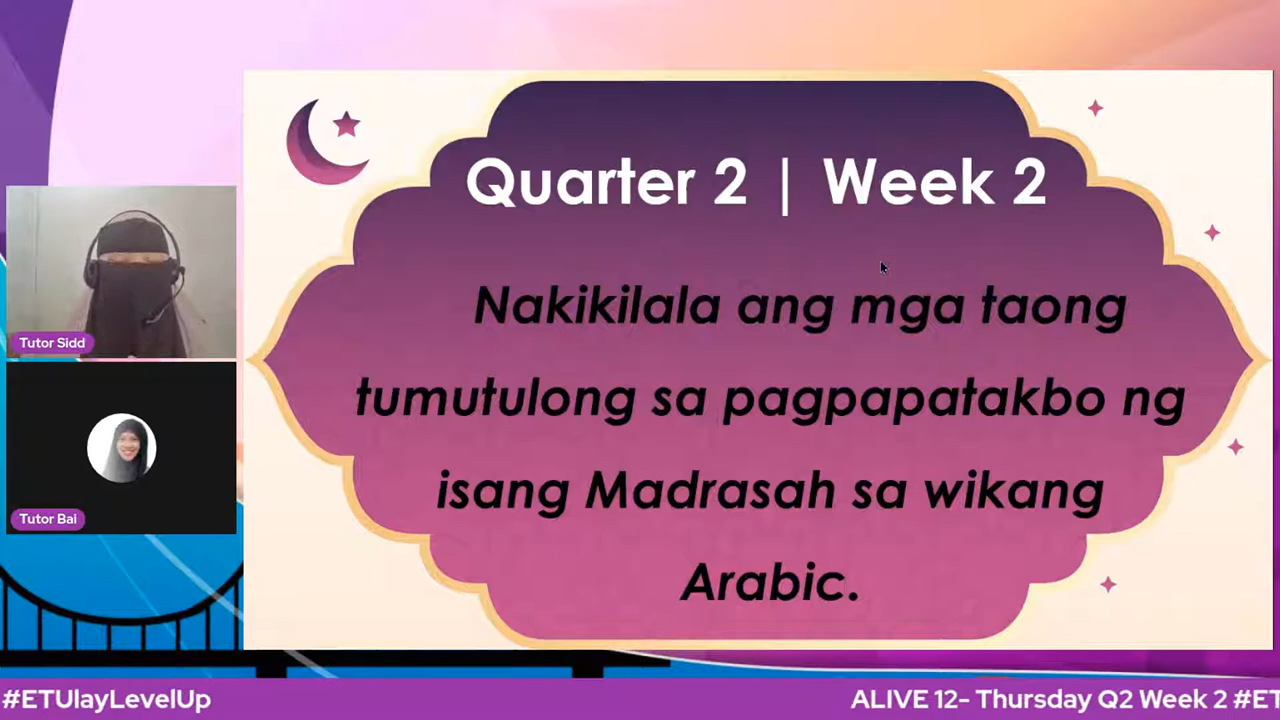 Quarter 2 | Week 2
Nakikilala ang mga taong
tumutulong sa pagpapatakbo ng
isang Madrasah sa wikang
Arabic.
Tutor Sidd
Tutor Bai
#ETUlayLevelUp
ALIVE 12- Thursday Q2 Week 2 #ET